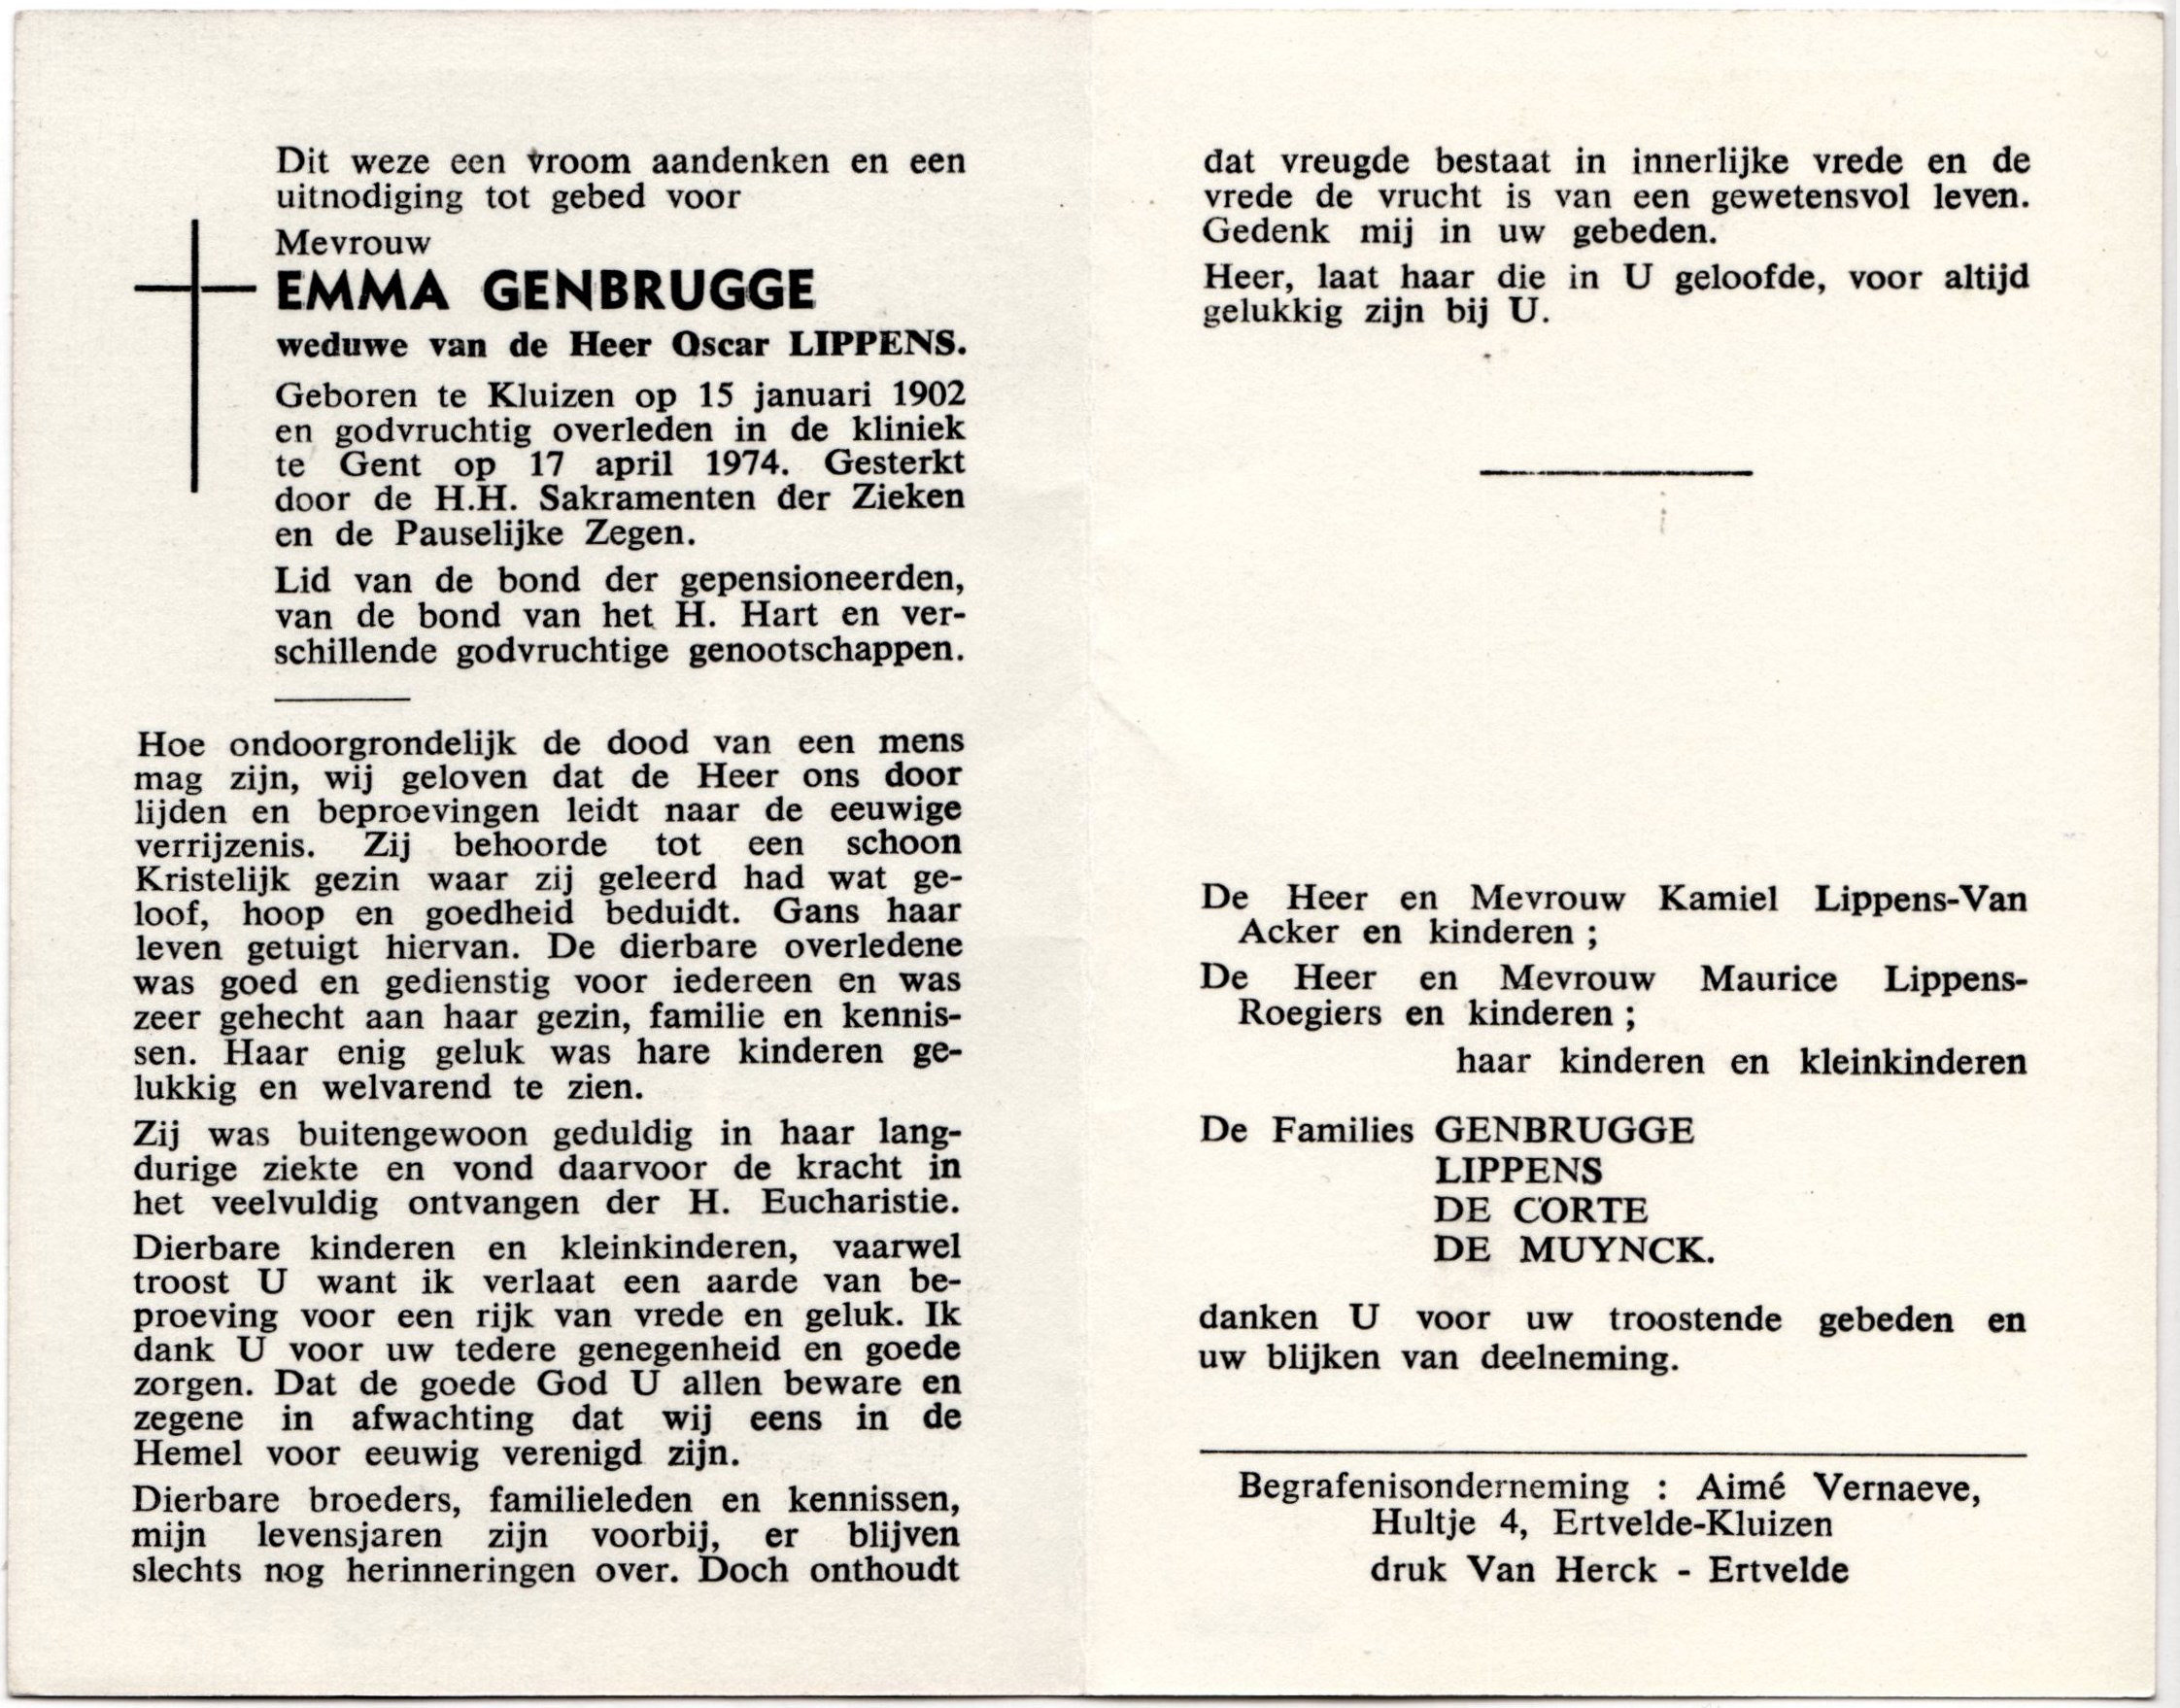 Dit weze een vroom aandenken en een
uitnodiging tot gebed voor
Mevrouw
EMMA GENBRUGGE
weduwe van de Heer Oscar LIPPENS.
Geboren te Kluizen op 15 januari 1902
en godvruchtig overleden in de kliniek
te Gent op 17 april 1974. Gesterkt
door de H.H. Sakramenten der Zieken
en de Pauselijke Zegen.
Lid van de bond der gepensioneerden,
van de bond van het H. Hart en ver-
schillende godvruchtige genootschappen.
Hoe ondoorgrondelijk de dood van een mens
mag zijn, wij geloven dat de Heer ons door
lijden en beproevingen leidt naar de eeuwige
verrijzenis. Zij behoorde tot een schoon
Kristelijk gezin waar zij geleerd had wat ge-
loof, hoop en goedheid beduidt. Gans haar
leven getuigt hiervan. De dierbare overledene
was goed en gedienstig voor iedereen en was
zeer gehecht aan haar gezin, familie en kennis-
sen. Haar enig geluk was hare kinderen ge-
lukkig en welvarend te zien.
Zij was buitengewoon geduldig in haar lang-
durige ziekte en vond daarvoor de kracht in
het veelvuldig ontvangen der H. Eucharistie.
Dierbare kinderen en kleinkinderen, vaarwel
troost U want ik verlaat een aarde van be-
proeving voor een rijk van vrede en geluk. Ik
dank U voor uw tedere genegenheid en goede
zorgen. Dat de goede God U allen beware en
zegene in afwachting dat wij eens in de
Hemel voor eeuwig verenigd zijn.
Dierbare broeders, familieleden en kennissen,
mijn levensjaren zijn voorbij, er blijven
slechts nog herinneringen over. Doch onthoudt
dat vreugde bestaat in innerlijke vrede en de
vrede de vrucht is van een gewetensvol leven.
Gedenk mij in uw gebeden.
Heer, laat haar die in U geloofde, voor altijd
gelukkig zijn bij U.
De Heer en Mevrouw Kamiel Lippens-Van
Acker en kinderen ;
De Heer en Mevrouw Maurice Lippens-
Roegiers en kinderen ;
haar kinderen en kleinkinderen
De Families GENBRUGGE
LIPPENS
DE CORTE
DE MUYNCK.
danken U voor uw troostende gebeden en
uw blijken van deelneming.
Begrafenisonderneming : Aimé Vernaeve,
Hultje 4, Ertvelde-Kluizen
druk Van Herck - Ertvelde